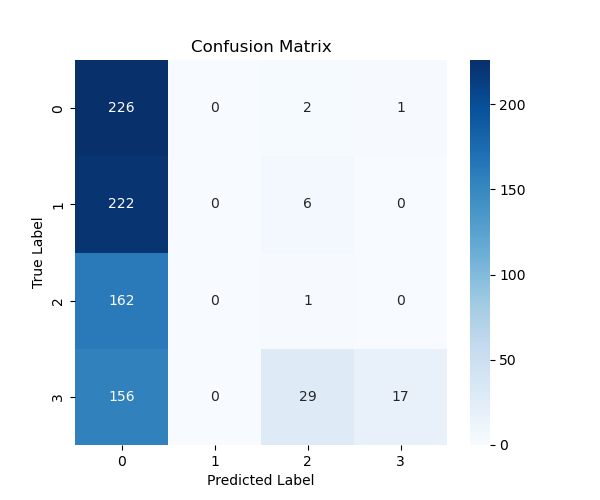 Confusion Matrix
0 226 0 2 1
1 222 0 6 0
2 162 0 1 0
3 156 0 29 17
0 1 2 3
True Label
Predicted Label
200
150
100
50
0